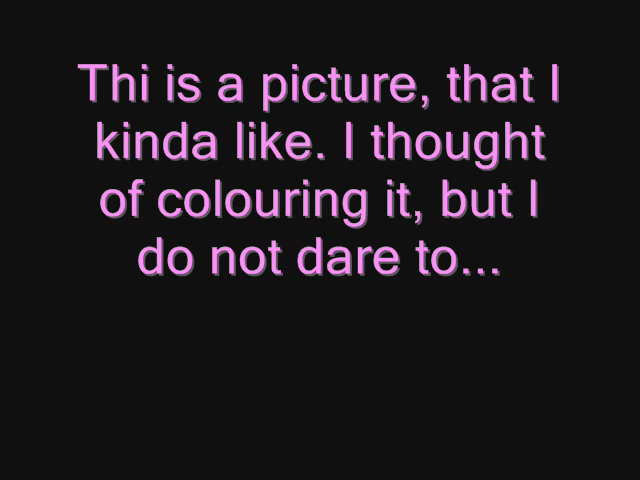 Thi is a picture, that I
kinda like. I thought
of colouring it, but I
do not dare to...